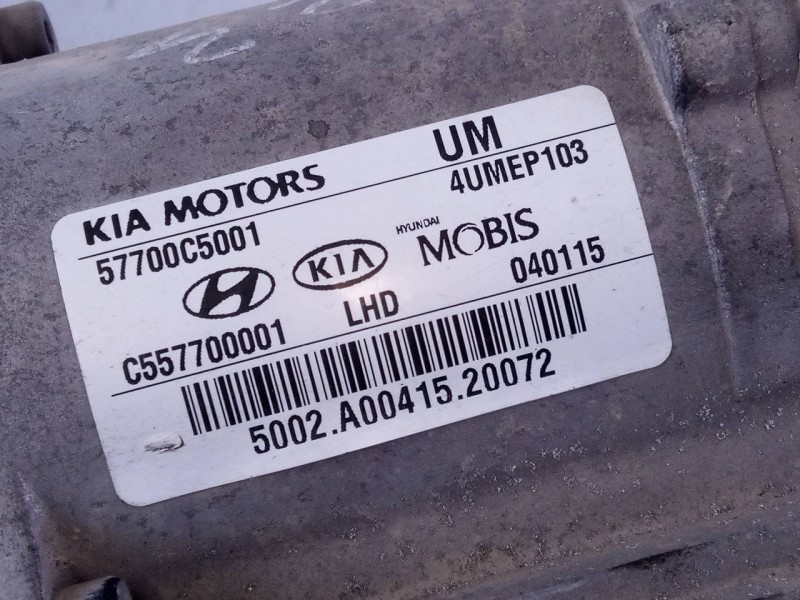 KIA MOTORS UM
57700C5001 4UMEP103
KIA HYUNDAI MOBIS
C557700001 LHD 040115
5002.A00415.20072